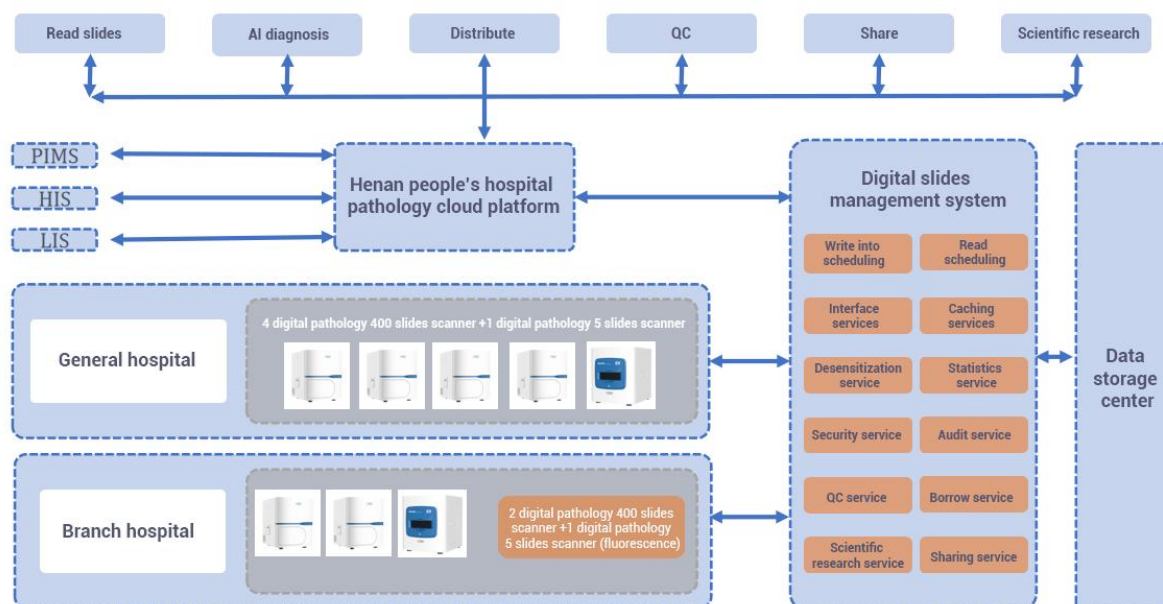 Read slides
AI diagnosis
Distribute
QC
Share
Scientific research
PIMS
HIS
LIS
Henan people's hospital
pathology cloud platform
Digital slides
management system
Write into
scheduling
Read
scheduling
Interface
services
Caching
services
Desensitization
service
Statistics
service
Security service
Audit service
QC service
Borrow service
Scientific
research service
Sharing service
Data
storage
center
General hospital
4 digital pathology 400 slides scanner +1 digital pathology 5 slides scanner
Branch hospital
2 digital pathology 400 slides
scanner +1 digital pathology
5 slides scanner (fluorescence)